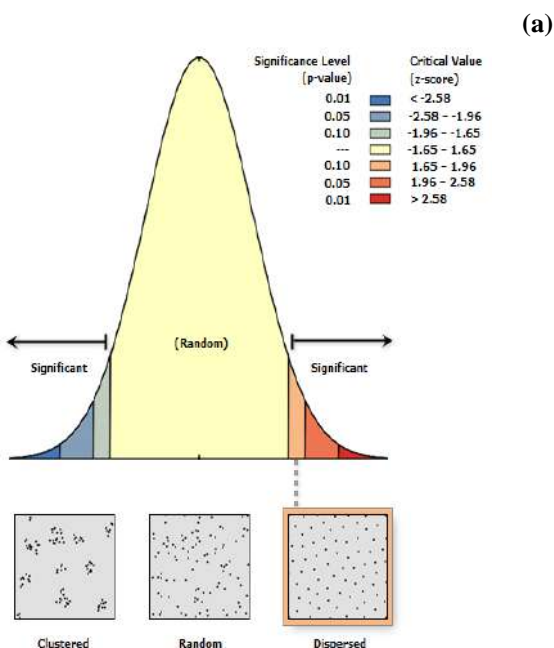 (a)
Significance Level Critical Value
(p-value) (z-score)
0.01 < -2.58
0.05 -2.58 – -1.96
0.10 -1.96 – -1.65
--- -1.65 – 1.65
0.10 1.65 – 1.96
0.05 1.96 – 2.58
0.01 > 2.58
(Random)
Significant Significant
Clustered Random Dispersed